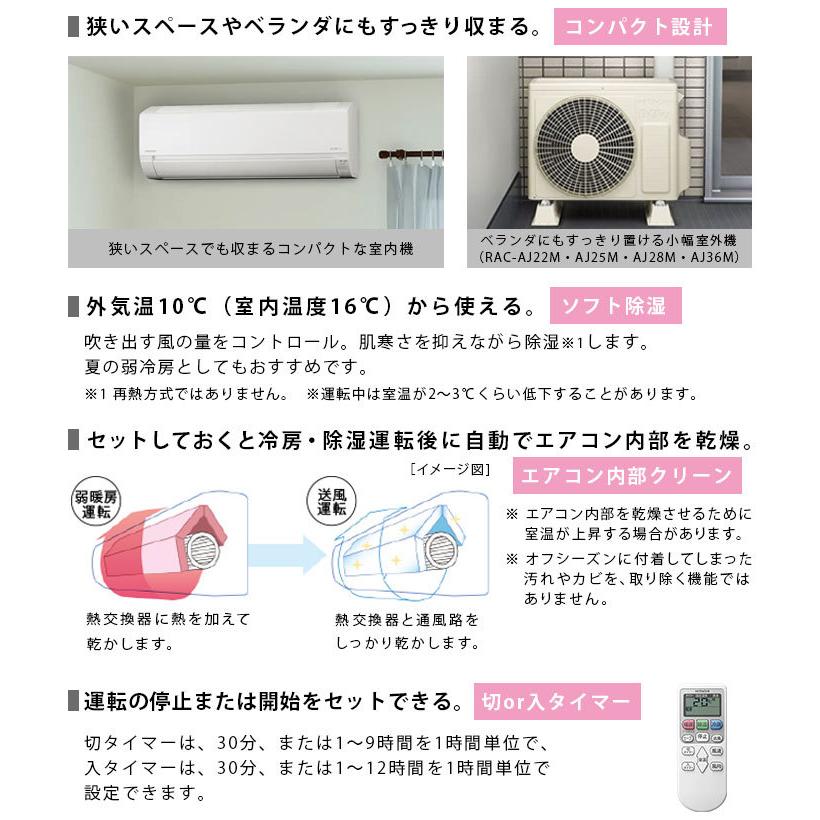 狭いスペースやベランダにもすっきり収まる。 コンパクト設計
狭いスペースでも収まるコンパクトな室内機
ベランダにもすっきり置ける小幅室外機
（RAC-AJ22M・AJ25M・AJ28M・AJ36M）
外気温10℃（室内温度16℃）から使える。 ソフト除湿
吹き出す風の量をコントロール。肌寒さを抑えながら除湿※1します。
夏の弱冷房としてもおすすめです。
※1 再熱方式ではありません。 ※運転中は室温が2〜3℃くらい低下することがあります。
セットしておくと冷房・除湿運転後に自動でエアコン内部を乾燥。
［イメージ図］
エアコン内部クリーン
弱暖房
運転
送風
運転
熱交換器に熱を加えて
乾かします。
熱交換器と通風路を
しっかり乾かします。
※ エアコン内部を乾燥させるために
室温が上昇する場合があります。
※ オフシーズンに付着してしまった
汚れやカビを、取り除く機能では
ありません。
運転の停止または開始をセットできる。 切or入タイマー
切タイマーは、30分、または1〜9時間を1時間単位で、
入タイマーは、30分、または1〜12時間を1時間単位で
設定できます。
HITACHI
停止